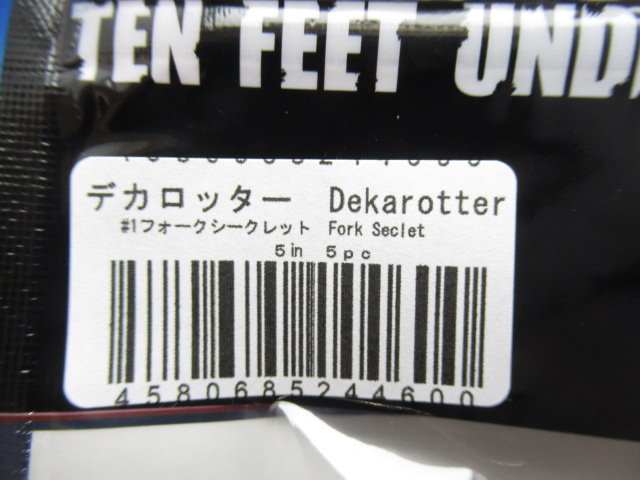 TEN FEET UND
デカロッター Dekarotter
#1フォークシークレット Fork Seclet
5in 5pc
4580685244600